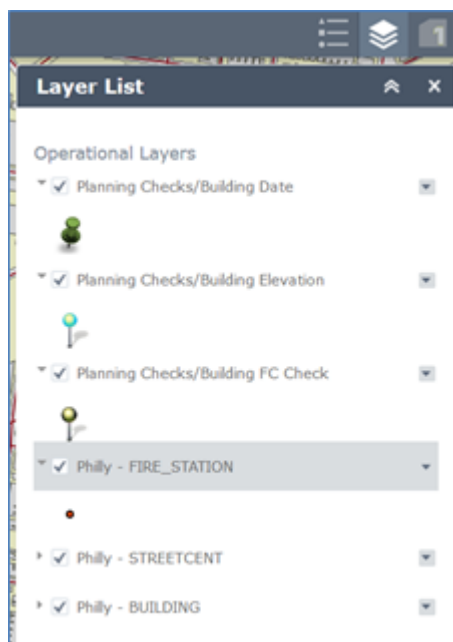 1
Layer List
Operational Layers
Planning Checks/Building Date
Planning Checks/Building Elevation
Planning Checks/Building FC Check
Philly - FIRE_STATION
Philly - STREETCENT
Philly - BUILDING